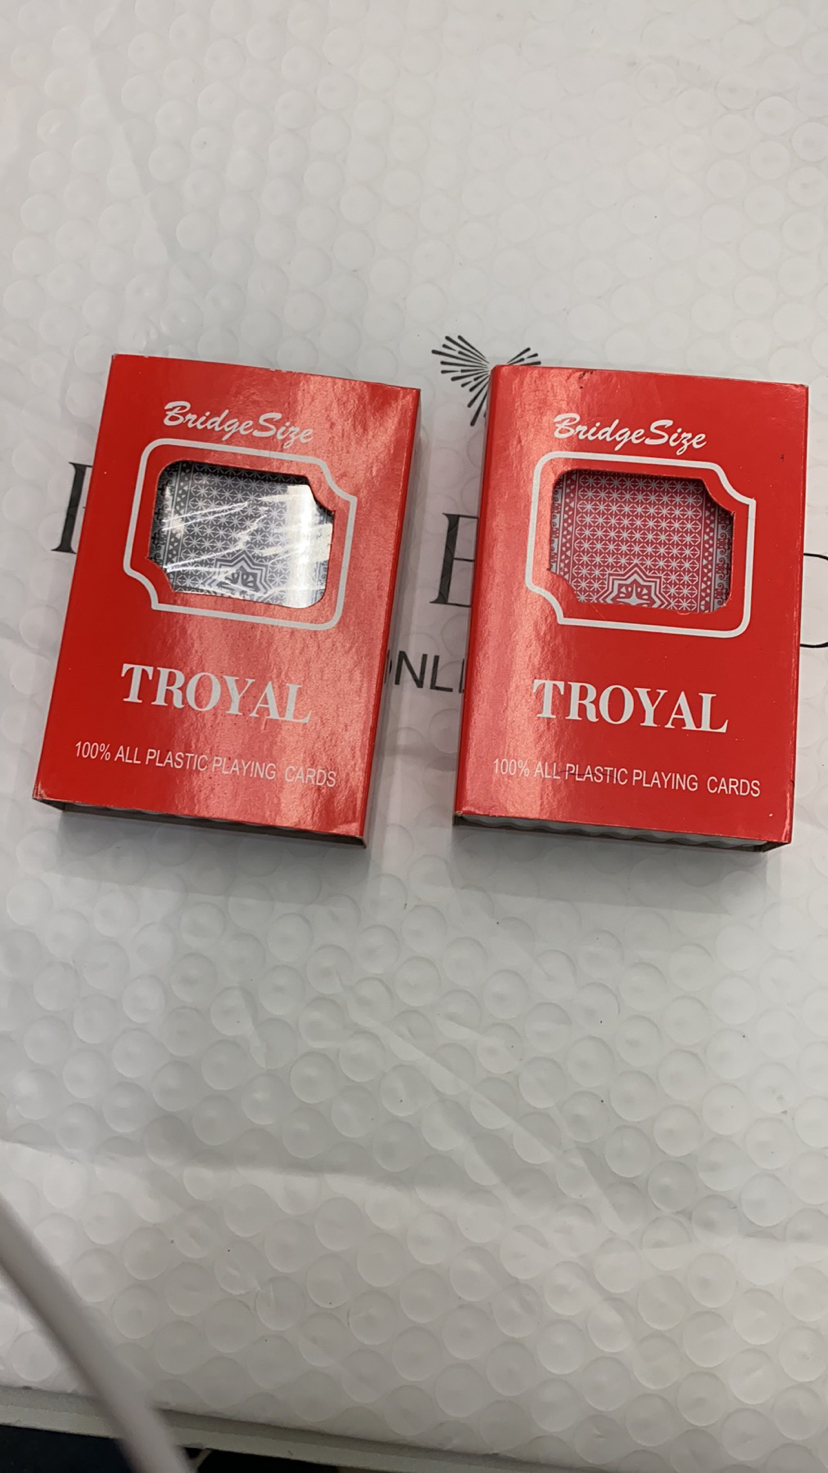 BridgeSize
TROYAL
100% ALL PLASTIC PLAYING CARDS
BridgeSize
TROYAL
100% ALL PLASTIC PLAYING CARDS